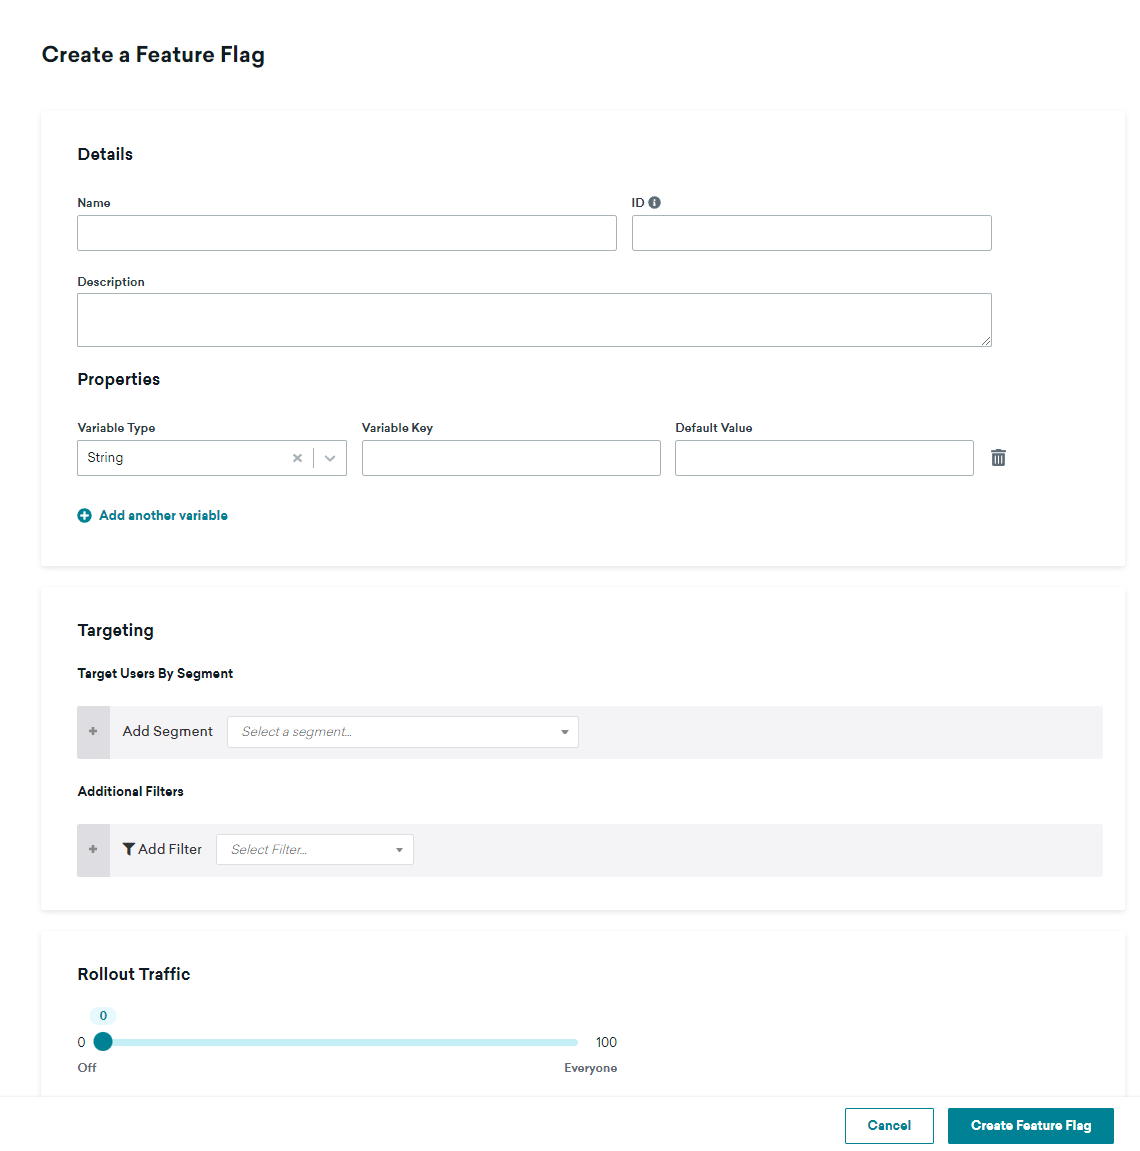 Create a Feature Flag
Details
Name
ID
Description
Properties
Variable Type
Variable Key
Default Value
String
Add another variable
Targeting
Target Users By Segment
Add Segment
Select a segment...
Additional Filters
Add Filter
Select Filter...
Rollout Traffic
0
0
100
Off
Everyone
Cancel
Create Feature Flag